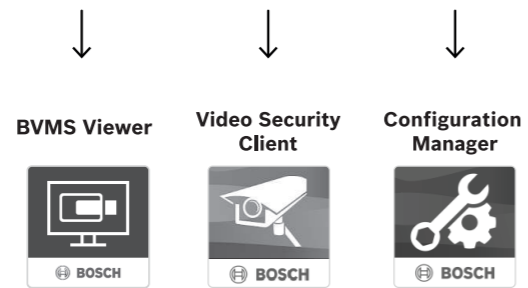 BVMS Viewer
Video Security
Client
Configuration
Manager
BOSCH
BOSCH
BOSCH